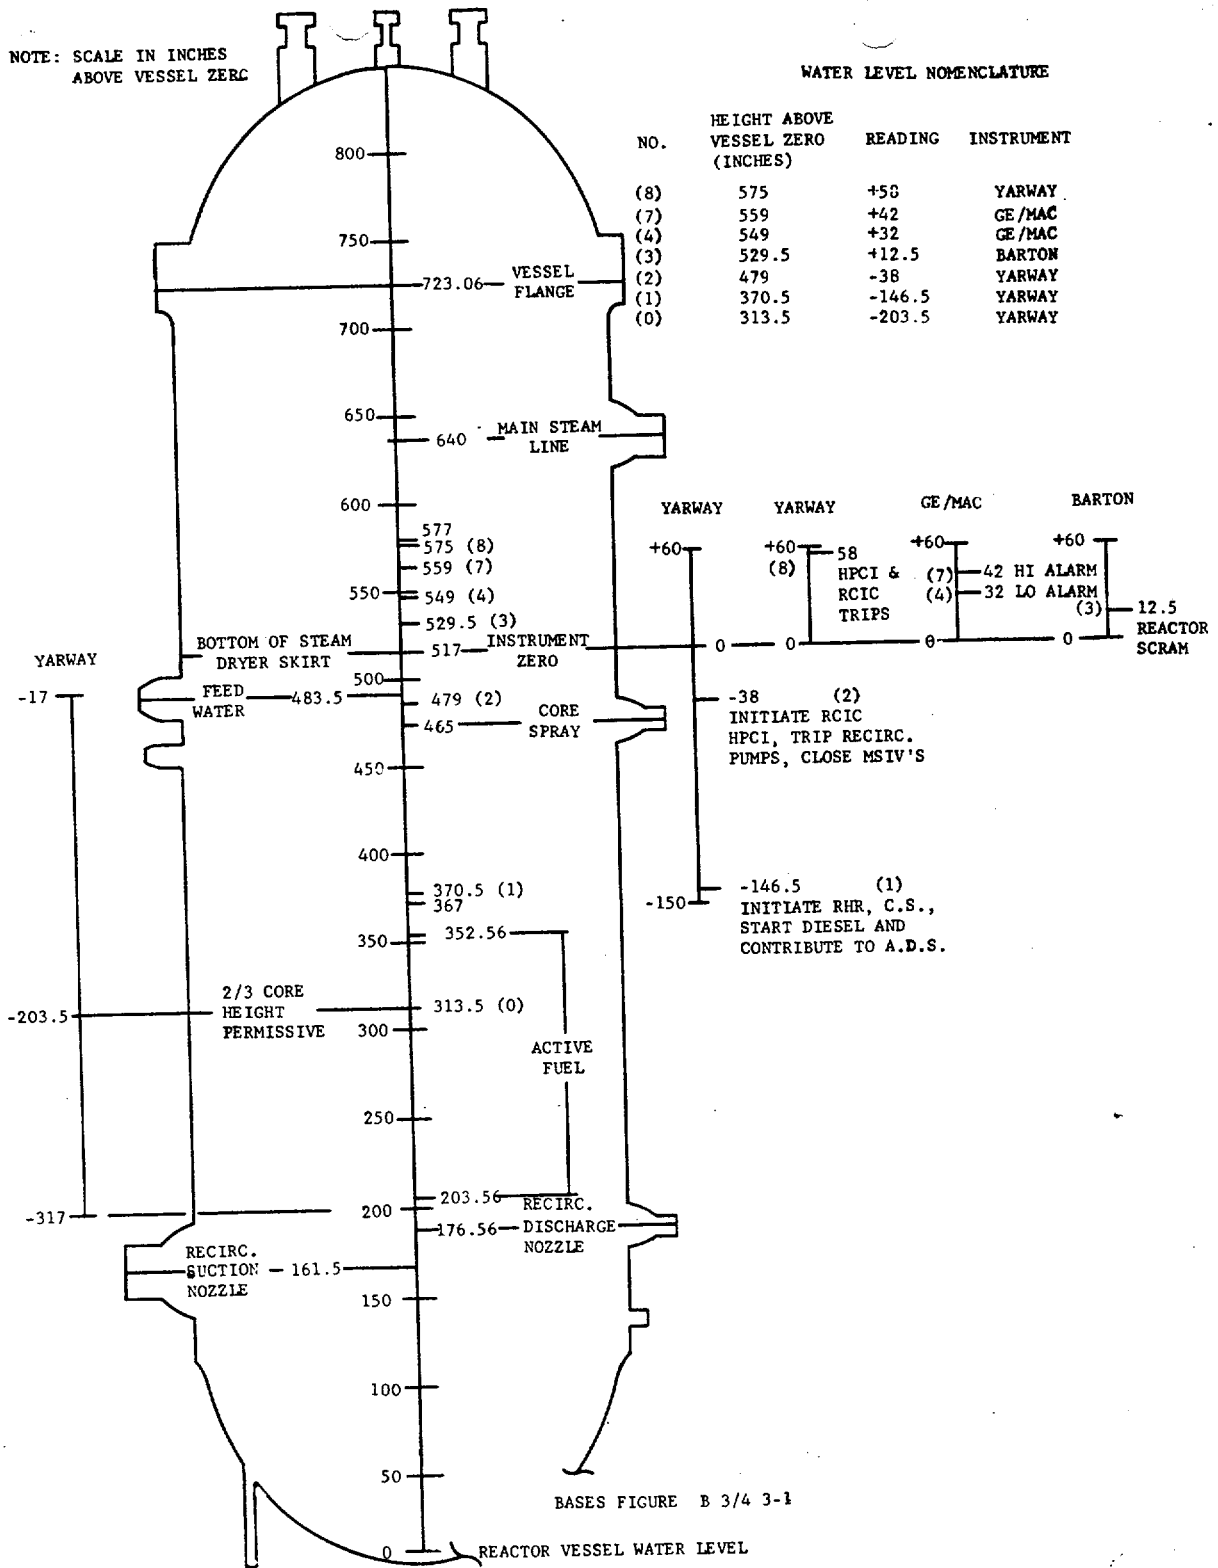 NOTE: SCALE IN INCHES
ABOVE VESSEL ZERO
WATER LEVEL NOMENCLATURE
NO. HEIGHT ABOVE VESSEL ZERO (INCHES) READING INSTRUMENT
(8) 575 +58 YARWAY
(7) 559 +42 GE/MAC
(4) 549 +32 GE/MAC
(3) 529.5 +12.5 BARTON
(2) 479 -38 YARWAY
(1) 370.5 -146.5 YARWAY
(0) 313.5 -203.5 YARWAY
800
750
723.06 VESSEL
FLANGE
700
650
640 MAIN STEAM
LINE
600
577
575 (8)
559 (7)
550
549 (4)
529.5 (3)
BOTTOM OF STEAM
DRYER SKIRT
517 INSTRUMENT
ZERO
500
FEED
WATER
483.5
479 (2)
465 CORE
SPRAY
450
400
370.5 (1)
367
352.56
350
2/3 CORE
HEIGHT
PERMISSIVE
313.5 (0)
300
ACTIVE
FUEL
250
203.56
200
RECIRC.
176.56 DISCHARGE
NOZZLE
RECIRC.
SUCTION 161.5
NOZZLE
150
100
50
0
YARWAY
-17
-203.5
-317
YARWAY
+60
0
-38 (2)
INITIATE RCIC
HPCI, TRIP RECIRC.
PUMPS, CLOSE MSIV'S
-146.5 (1)
-150
INITIATE RHR, C.S.,
START DIESEL AND
CONTRIBUTE TO A.D.S.
YARWAY
+60
(8) 58
HPCI &
RCIC
TRIPS
0
GE/MAC
+60
(7) 42 HI ALARM
(4) 32 LO ALARM
0
BARTON
+60
(3) 12.5
REACTOR
SCRAM
0
BASES FIGURE B 3/4 3-1
REACTOR VESSEL WATER LEVEL